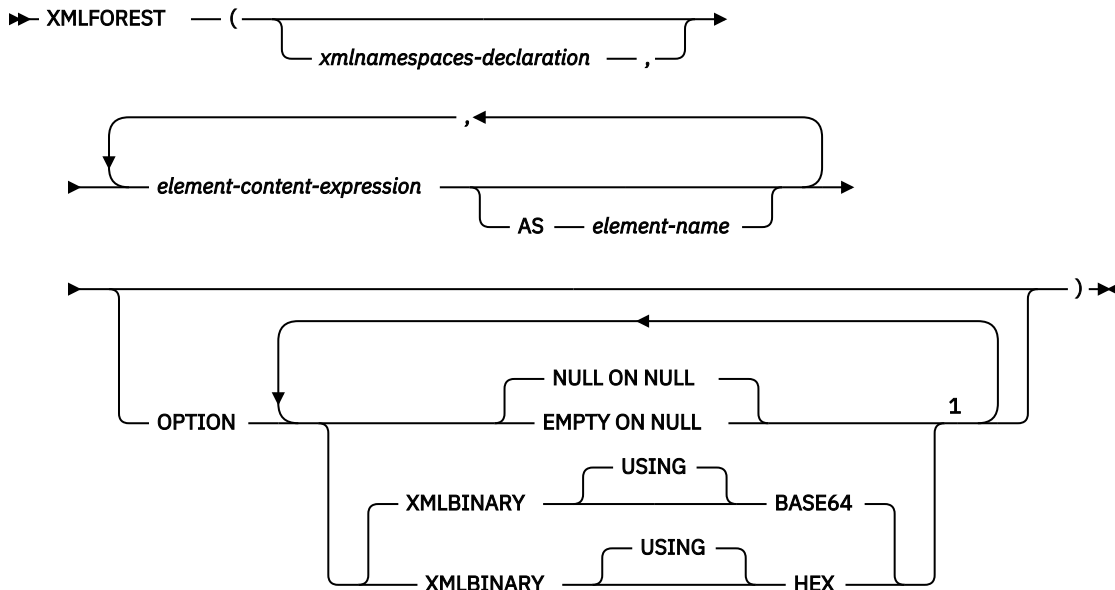 XMLFOREST (
xmlnamespaces-declaration ,
,
element-content-expression
AS element-name
)
NULL ON NULL
1
OPTION EMPTY ON NULL
USING
XMLBINARY BASE64
USING
XMLBINARY HEX